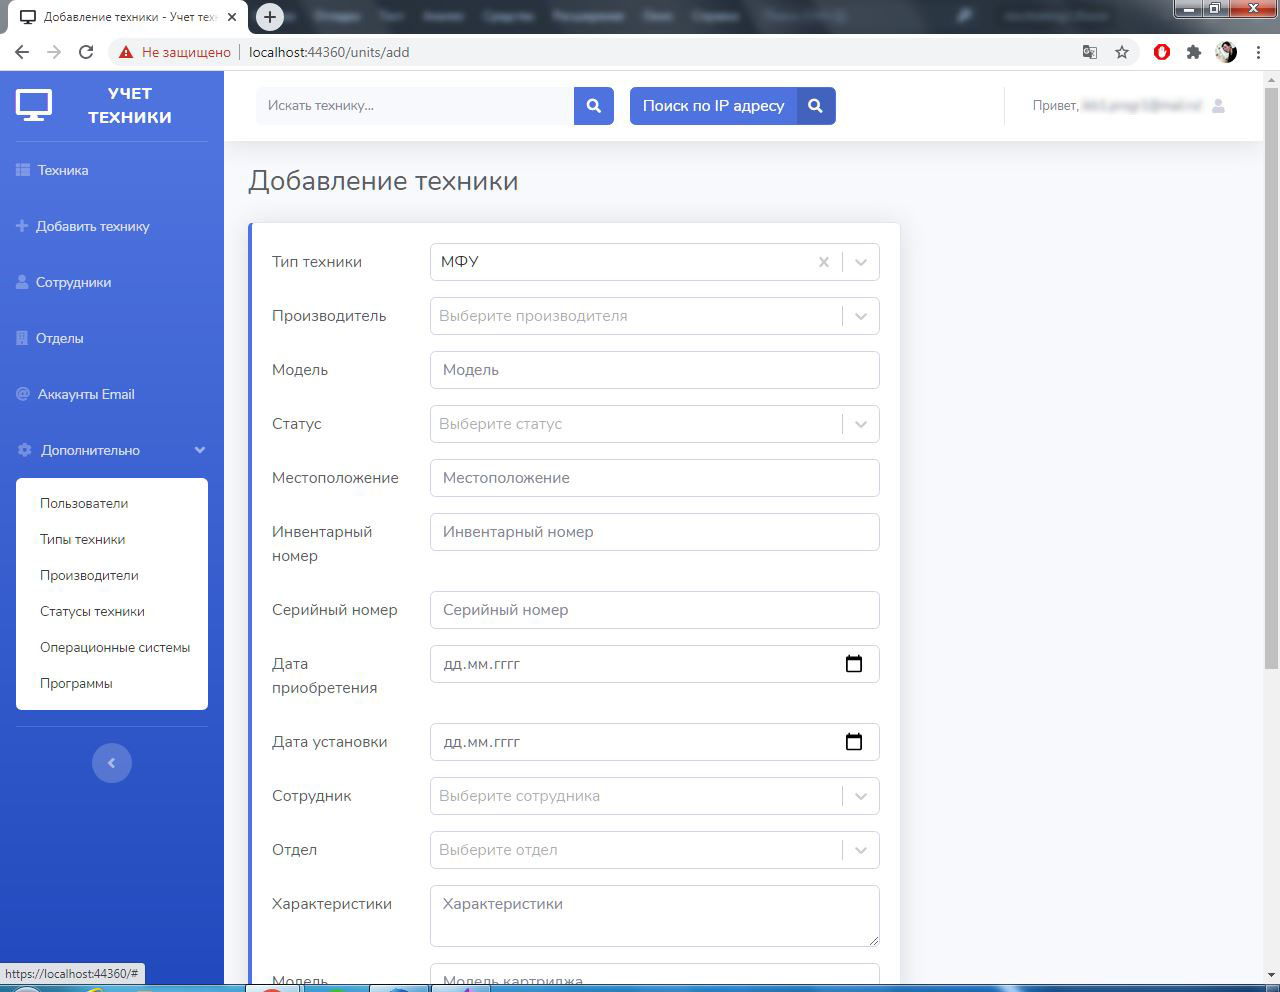 Добавление техники - Учет техн
Не защищено
localhost:44360/units/add
УЧЕТ
ТЕХНИКИ
Искать технику...
Поиск по IP адресу
Привет,
Техника
Добавить технику
Сотрудники
Отделы
Аккаунты Email
Дополнительно
Пользователи
Типы техники
Производители
Статусы техники
Операционные системы
Программы
Добавление техники
Тип техники
МФУ
Производитель
Выберите производителя
Модель
Модель
Статус
Выберите статус
Местоположение
Местоположение
Инвентарный
номер
Инвентарный номер
Серийный номер
Серийный номер
Дата
приобретения
дд.мм.гггг
Дата установки
дд.мм.гггг
Сотрудник
Выберите сотрудника
Отдел
Выберите отдел
Характеристики
Характеристики
Модель
Модель картриджа
https://localhost:44360/#